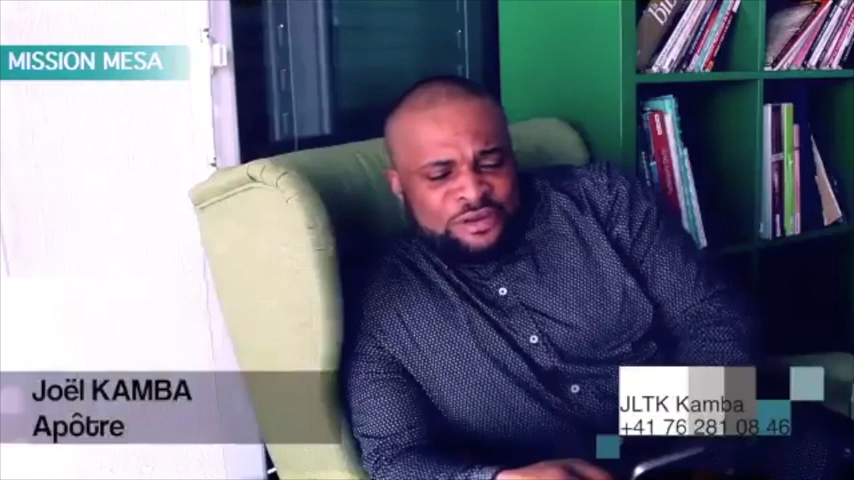 MISSION MESA
Joël KAMBA
Apôtre
JLTK Kamba
+41 76 281 08 46